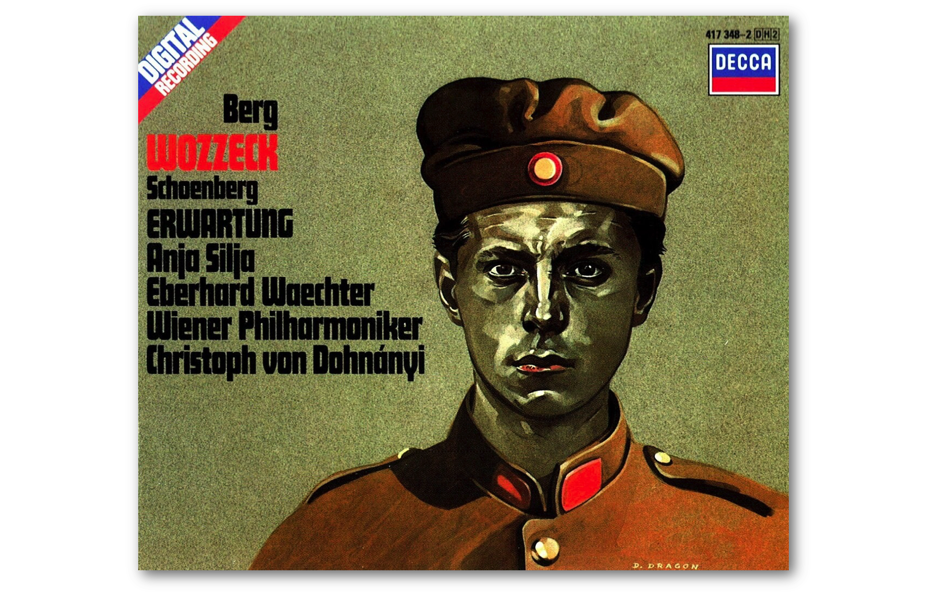 DIGITAL
RECORDING
417 348-2 DH2
DECCA
Berg
WOZZECK
Schoenberg
ERWARTUNG
Anja Silja
Eberhard Waechter
Wiener Philharmoniker
Christoph von Dohnányi
D. DRAGON